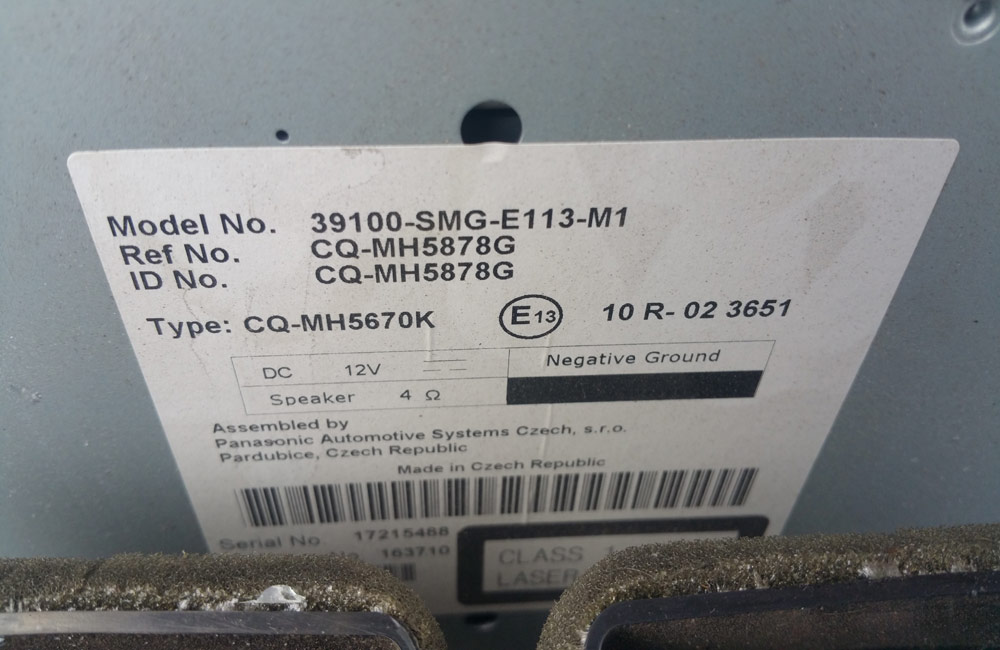 Model No. 39100-SMG-E113-M1
Ref No. CQ-MH5878G
ID No. CQ-MH5878G
Type: CQ-MH5670K E13 10 R- 02 3651
DC 12V Negative Ground
Speaker 4 Ω
Assembled by
Panasonic Automotive Systems Czech, s.r.o.
Pardubice, Czech Republic
Made in Czech Republic
Serial No. 17215468
163710
CLASS 1
LASER